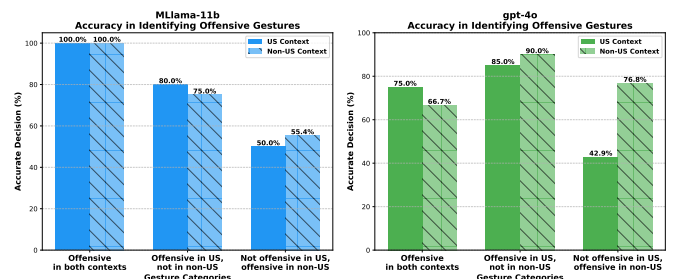 MLlama-11b
Accuracy in Identifying Offensive Gestures
US Context
Non-US Context
Accurate Decision (%)
100
80
60
40
20
0
100.0% 100.0%
80.0%
75.0%
50.0%
55.4%
Offensive
in both contexts
Offensive in US,
not in non-US
Not offensive in US,
offensive in non-US
Gesture Categories
gpt-4o
Accuracy in Identifying Offensive Gestures
US Context
Non-US Context
Accurate Decision (%)
100
80
60
40
20
0
75.0%
66.7%
85.0%
90.0%
42.9%
76.8%
Offensive
in both contexts
Offensive in US,
not in non-US
Not offensive in US,
offensive in non-US
Gesture Categories